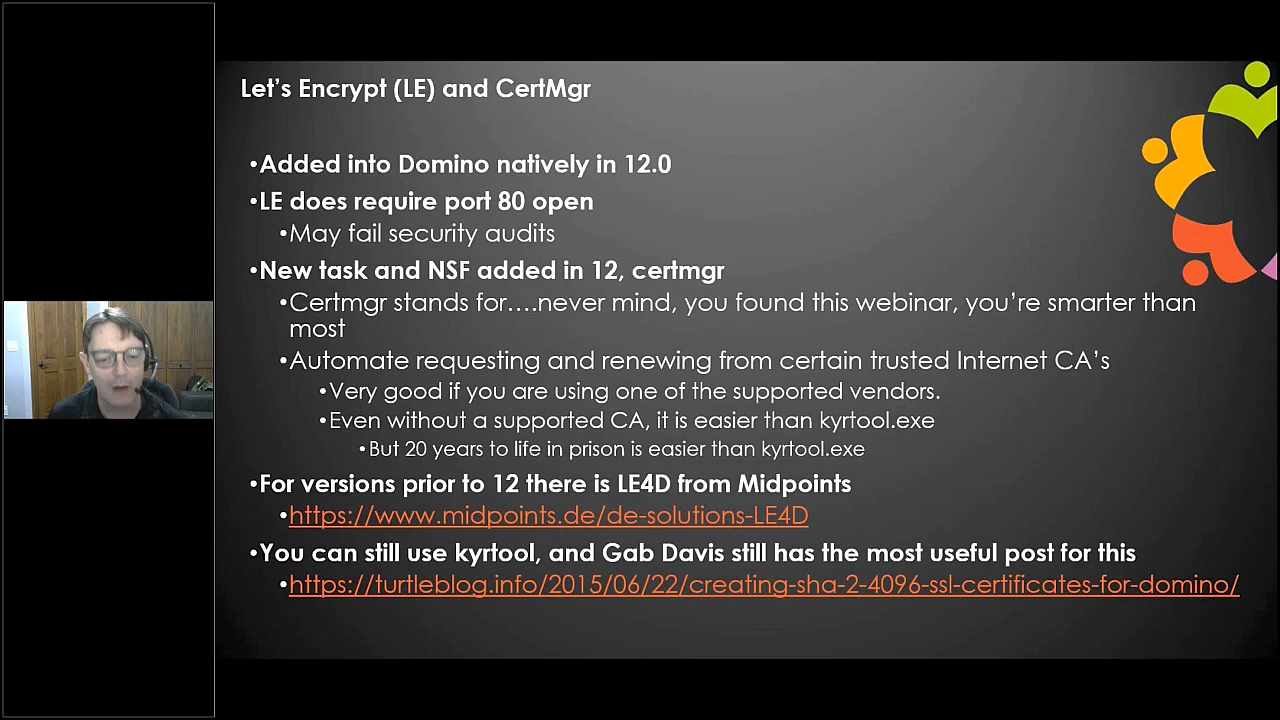 Let's Encrypt (LE) and CertMgr
•Added into Domino natively in 12.0
•LE does require port 80 open
•May fail security audits
•New task and NSF added in 12, certmgr
•Certmgr stands for....never mind, you found this webinar, you're smarter than
most
•Automate requesting and renewing from certain trusted Internet CA's
•Very good if you are using one of the supported vendors.
•Even without a supported CA, it is easier than kyrtool.exe
•But 20 years to life in prison is easier than kyrtool.exe
•For versions prior to 12 there is LE4D from Midpoints
•https://www.midpoints.de/de-solutions-LE4D
•You can still use kyrtool, and Gab Davis still has the most useful post for this
•https://turtleblog.info/2015/06/22/creating-sha-2-4096-ssl-certificates-for-domino/